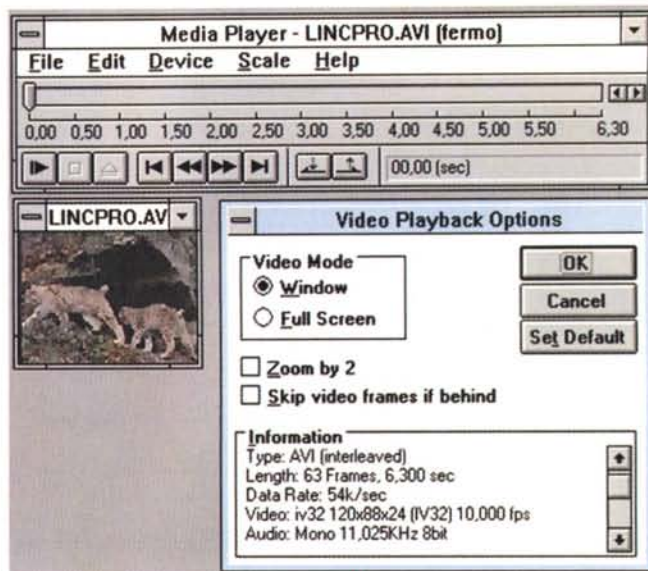 Media Player - LINCPRO.AVI (fermo)
File Edit Device Scale Help
0,00 0,50 1,00 1,50 2,00 2,50 3,00 3,50 4,00 4,50 5,00 5,50 6,30
00,00 (sec)
LINCPRO.AV
Video Playback Options
Video Mode
Window
Full Screen
OK
Cancel
Set Default
Zoom by 2
Skip video frames if behind
Information
Type: AVI (interleaved)
Length: 63 Frames, 6,300 sec
Data Rate: 54k/sec
Video: iv32 120x88x24 (IV32) 10,000 fps
Audio: Mono 11,025KHz 8bit